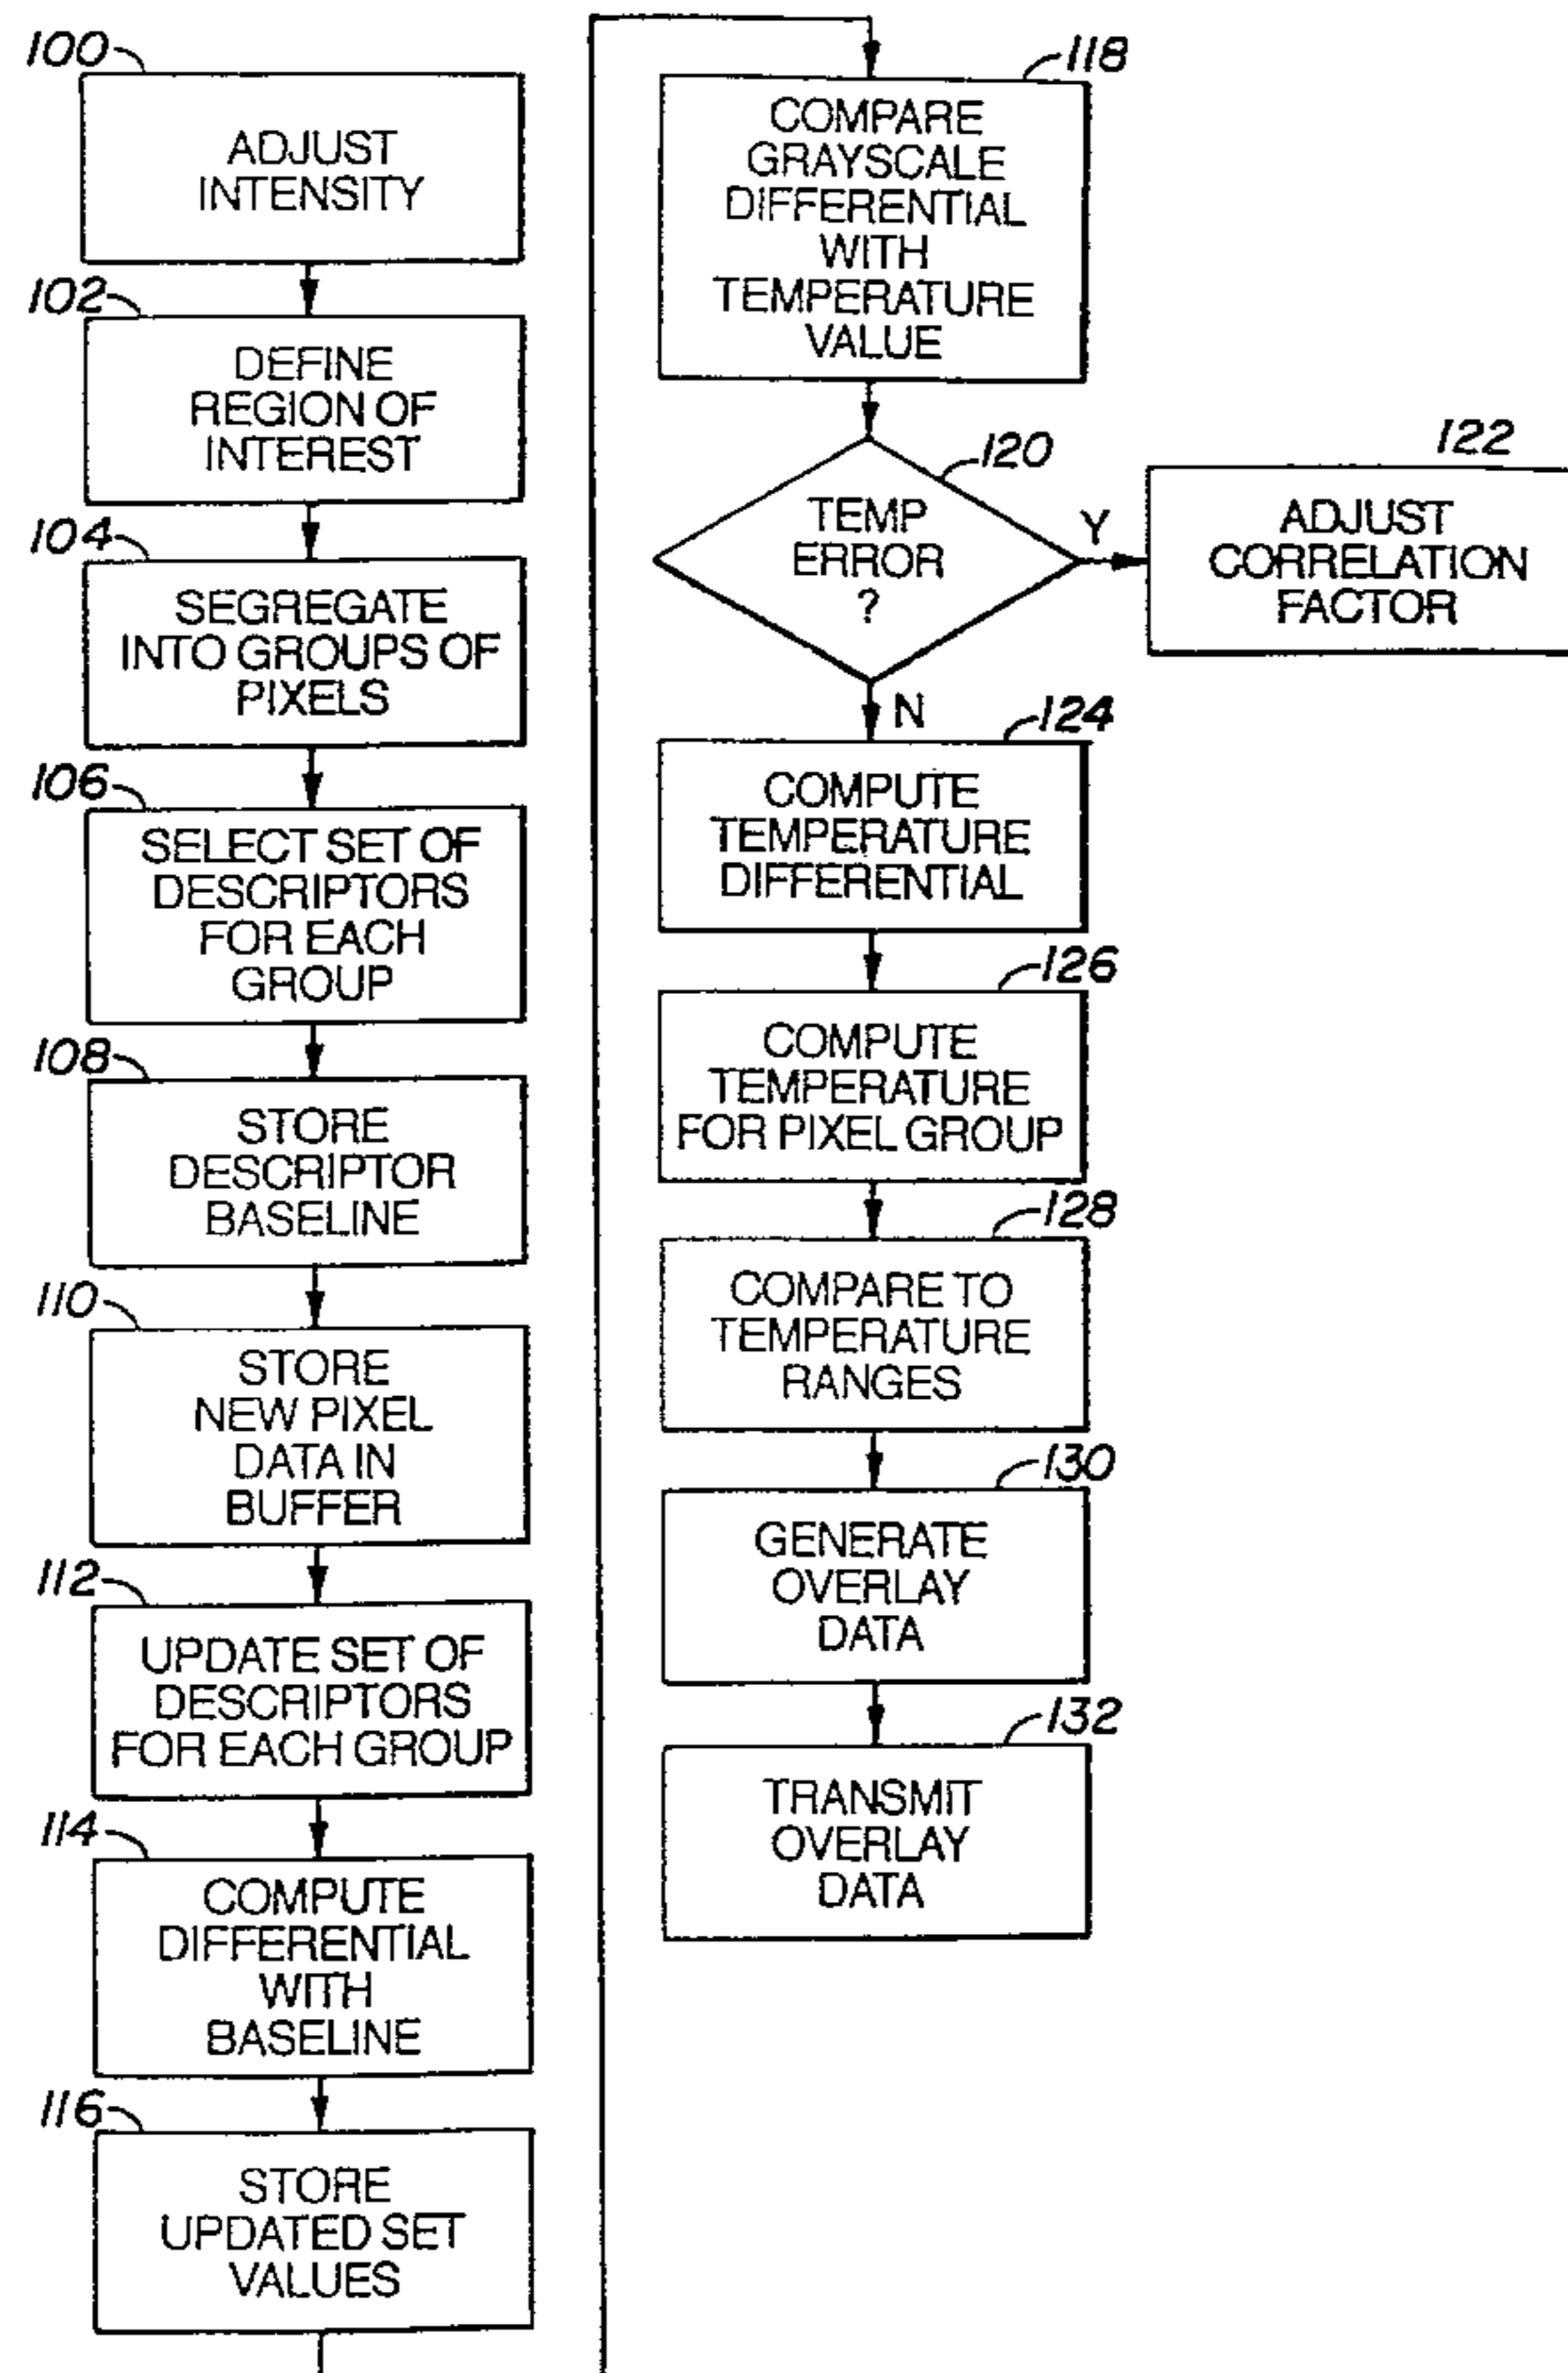 100
ADJUST
INTENSITY
102
DEFINE
REGION OF
INTEREST
104
SEGREGATE
INTO GROUPS OF
PIXELS
106
SELECT SET OF
DESCRIPTORS
FOR EACH
GROUP
108
STORE
DESCRIPTOR
BASELINE
110
STORE
NEW PIXEL
DATA IN
BUFFER
112
UPDATE SET OF
DESCRIPTORS
FOR EACH GROUP
114
COMPUTE
DIFFERENTIAL
WITH
BASELINE
116
STORE
UPDATED SET
VALUES
118
COMPARE
GRAYSCALE
DIFFERENTIAL
WITH
TEMPERATURE
VALUE
120
TEMP
ERROR
?
Y
122
ADJUST
CORRELATION
FACTOR
N
124
COMPUTE
TEMPERATURE
DIFFERENTIAL
126
COMPUTE
TEMPERATURE
FOR PIXEL GROUP
128
COMPARE TO
TEMPERATURE
RANGES
130
GENERATE
OVERLAY
DATA
132
TRANSMIT
OVERLAY
DATA